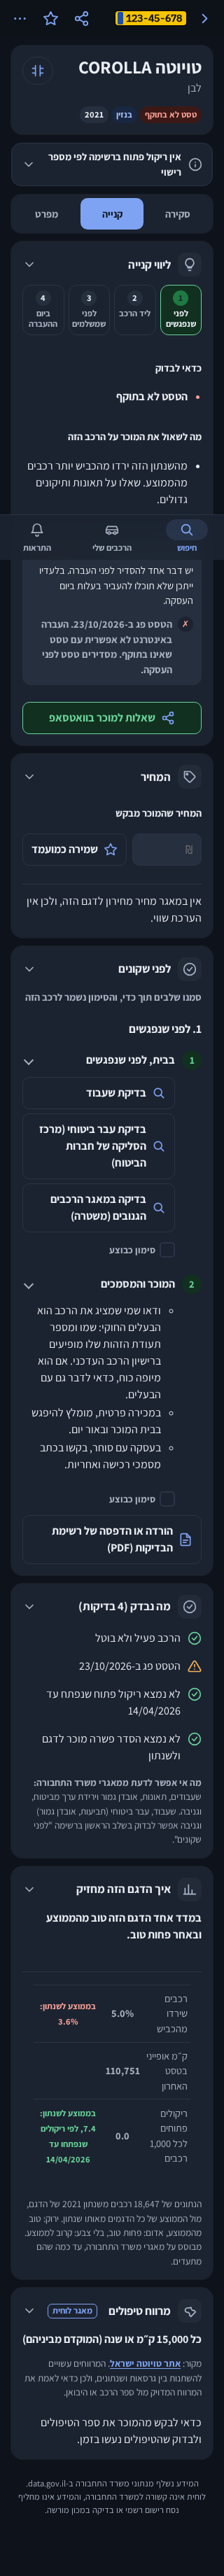 123-45-678
טויוטה COROLLA
לבן
טסט לא בתוקף
בנזין
2021
אין ריקול פתוח ברשימה לפי מספר
רישוי
סקירה
קנייה
מפרט
ליווי קנייה
1
לפני
שנפגשים
2
ליד הרכב
3
לפני
שמשלמים
4
ביום
ההעברה
כדאי לבדוק
הטסט לא בתוקף
מה לשאול את המוכר על הרכב הזה
מהשנתון הזה ירדו מהכביש יותר רכבים
מהממוצע. שאלו על תאונות ותיקונים
גדולים.
חיפוש
הרכבים שלי
התראות
יש דבר אחד להסדיר לפני העברה. בלעדיו
ייתכן שלא תוכלו להעביר בעלות ביום
העסקה.
הטסט פג ב-23/10/2026. העברה
באינטרנט לא אפשרית עם טסט
שאינו בתוקף. מסדירים טסט לפני
העסקה.
שאלות למוכר בוואטסאפ
המחיר
המחיר שהמוכר מבקש
₪
שמירה כמועמד
אין במאגר מחיר מחירון לדגם הזה, ולכן אין
הערכת שווי.
לפני שקונים
סמנו שלבים תוך כדי, והסימון נשמר לרכב הזה
1. לפני שנפגשים
1
בבית, לפני שנפגשים
בדיקת שעבוד
בדיקת עבר ביטוחי (מרכז
הסליקה של חברות
הביטוח)
בדיקה במאגר הרכבים
הגנובים (משטרה)
סימון כבוצע
2
המוכר והמסמכים
ודאו שמי שמציג את הרכב הוא
הבעלים החוקי: שמו ומספר
תעודת הזהות שלו מופיעים
ברישיון הרכב העדכני. אם הוא
מיופה כוח, כדאי לדבר גם עם
הבעלים.
במכירה פרטית, מומלץ להיפגש
בבית המוכר ובאור יום.
בעסקה עם סוחר, בקשו בכתב
מסמכי רכישה ואחריות.
סימון כבוצע
הורדה או הדפסה של רשימת
הבדיקות (PDF)
מה נבדק (4 בדיקות)
הרכב פעיל ולא בוטל
הטסט פג ב-23/10/2026
לא נמצא ריקול פתוח שנפתח עד
14/04/2026
לא נמצא הסדר פשרה מוכר לדגם
ולשנתון
מה אי אפשר לדעת ממאגרי משרד התחבורה:
שעבודים, תאונות, אובדן גמור וירידת ערך מביטוח,
וגניבה. שעבוד, עבר ביטוחי (תביעות, אובדן גמור)
וגניבה אפשר לבדוק בשלב הראשון ברשימה "לפני
שקונים".
איך הדגם הזה מחזיק
במדד אחד הדגם הזה טוב מהממוצע
ובאחר פחות טוב.
רכבים
שירדו
מהכביש
5.0%
בממוצע לשנתון:
3.6%
ק״מ אופייני
בטסט
האחרון
110,751
ריקולים
פתוחים
לכל 1,000
רכבים
0.0
בממוצע לשנתון:
7.4, לפי ריקולים
שנפתחו עד
14/04/2026
הנתונים של 18,647 רכבים משנתון 2021 של הדגם,
מול הממוצע של כל הדגמים מאותו שנתון. ירוק: טוב
מהממוצע, אדום: פחות טוב, בלי צבע: קרוב לממוצע.
מבוסס על מאגרי משרד התחבורה, עד כמה שהם
מתעדים.
מרווח טיפולים
מאגר לוחית
כל 15,000 ק״מ או שנה (המוקדם מביניהם)
מקור: אתר טויוטה ישראל. המרווחים עשויים
להשתנות בין גרסאות ושנתונים, ולכן כדאי לאמת את
המרווח המדויק מול ספר הרכב או היבואן.
כדאי לבקש מהמוכר את ספר הטיפולים
ולבדוק שהטיפולים נעשו בזמן.
המידע נשלף מנתוני משרד התחבורה ב-data.gov.il.
לוחית אינה קשורה למשרד התחבורה, והמידע אינו מחליף
נסח רישום רשמי או בדיקה במכון מורשה.